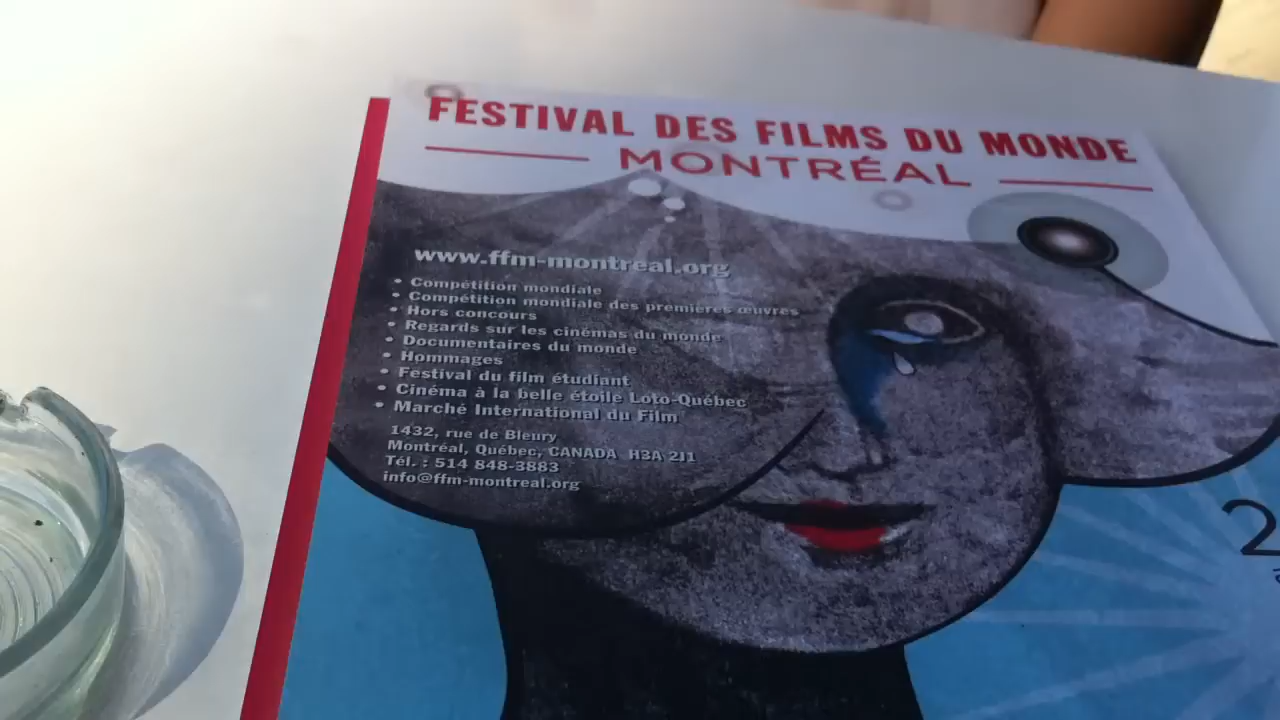 FESTIVAL DES FILMS DU MONDE
MONTRÉAL
www.ffm-montreal.org
• Compétition mondiale
• Compétition mondiale des premières œuvres
• Hors concours
• Regards sur les cinémas du monde
• Documentaires du monde
• Hommages
• Festival du film étudiant
• Cinéma à la belle étoile Loto-Québec
• Marché International du Film
1432, rue de Bleury
Montréal, Québec, CANADA H3A 2J1
Tél. : 514 848-3883
info@ffm-montreal.org
2